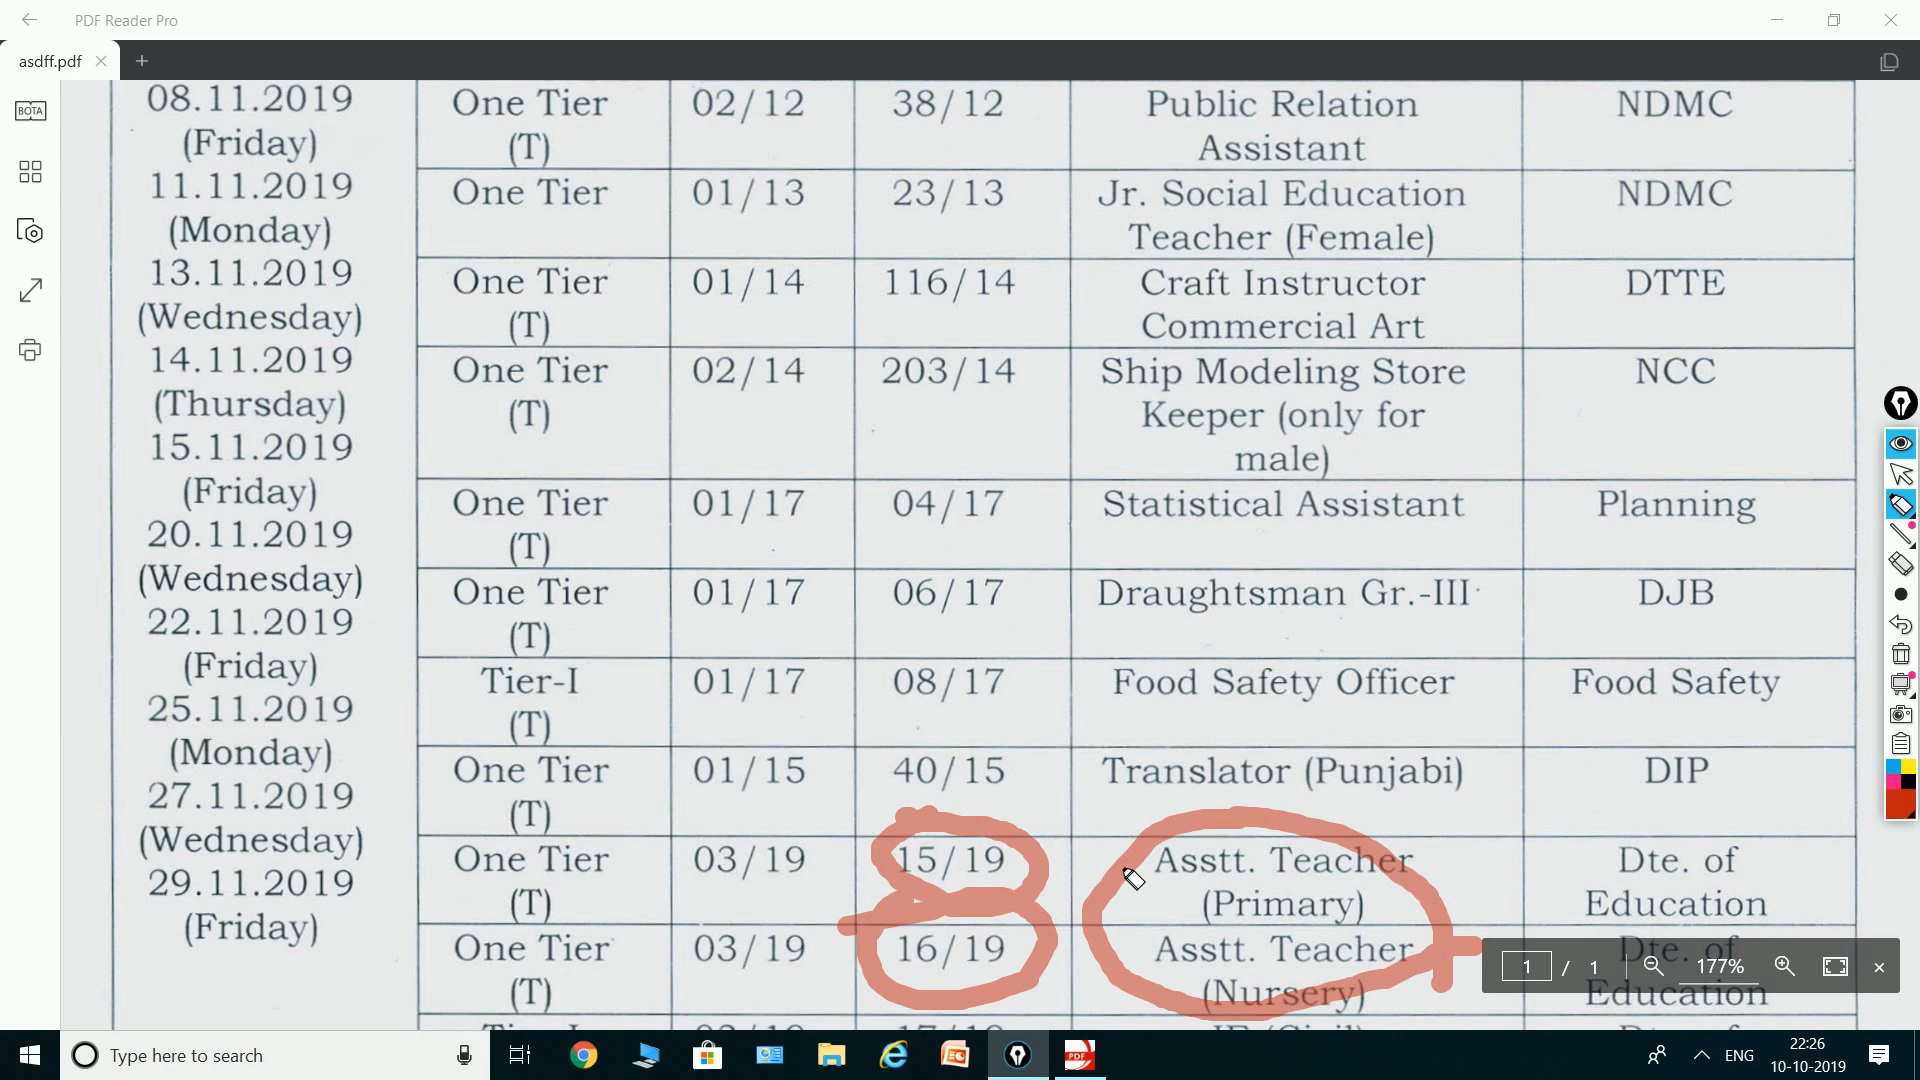 PDF Reader Pro
asdff.pdf
BOTA
08.11.2019
(Friday)
11.11.2019
(Monday)
13.11.2019
(Wednesday)
14.11.2019
(Thursday)
15.11.2019
(Friday)
20.11.2019
(Wednesday)
22.11.2019
(Friday)
25.11.2019
(Monday)
27.11.2019
(Wednesday)
29.11.2019
(Friday)
One Tier 02/12 38/12 Public Relation NDMC
(T) Assistant
One Tier 01/13 23/13 Jr. Social Education NDMC
Teacher (Female)
One Tier 01/14 116/14 Craft Instructor DTTE
(T) Commercial Art
One Tier 02/14 203/14 Ship Modeling Store NCC
(T) Keeper (only for
male)
One Tier 01/17 04/17 Statistical Assistant Planning
(T)
One Tier 01/17 06/17 Draughtsman Gr.-III DJB
(T)
Tier-I 01/17 08/17 Food Safety Officer Food Safety
(T)
One Tier 01/15 40/15 Translator (Punjabi) DIP
(T)
One Tier 03/19 15/19 Asstt. Teacher Dte. of
(T) (Primary) Education
One Tier 03/19 16/19 Asstt. Teacher Dte. of
(T) (Nursery) Education
1 / 1 177%
Type here to search
PDF
ENG
22:26
10-10-2019